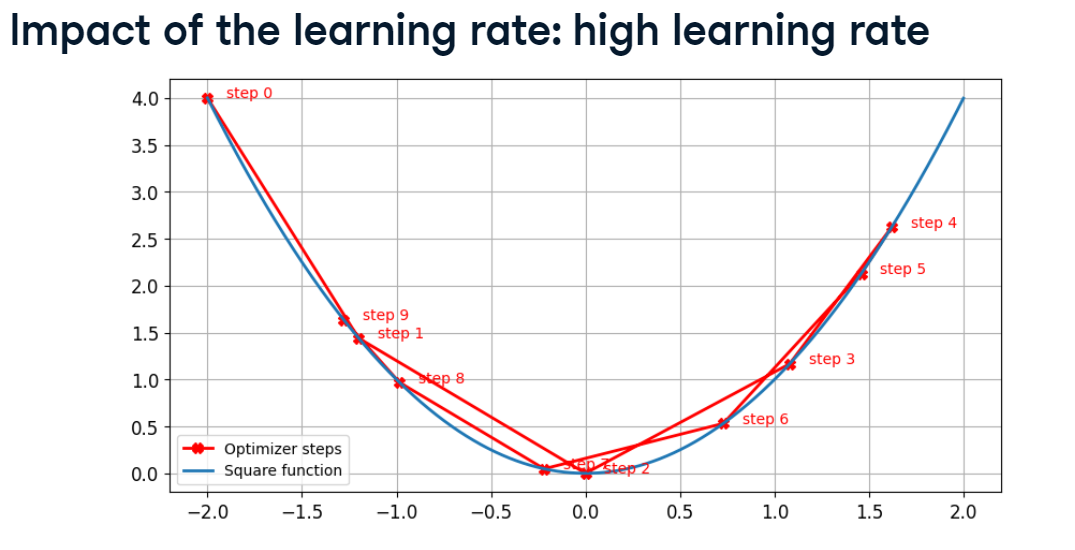 Impact of the learning rate: high learning rate
4.0
3.5
3.0
2.5
2.0
1.5
1.0
0.5
0.0
step 0
step 4
step 5
step 9
step 1
step 3
step 8
step 6
step 7
step 2
Optimizer steps
Square function
−2.0 −1.5 −1.0 −0.5 0.0 0.5 1.0 1.5 2.0